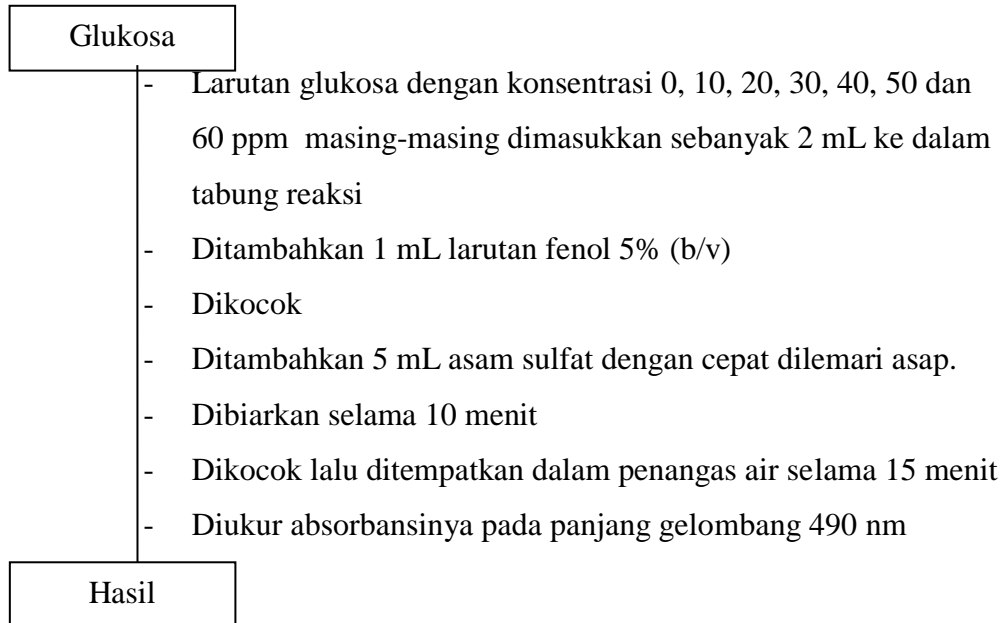 Glukosa
- Larutan glukosa dengan konsentrasi 0, 10, 20, 30, 40, 50 dan
60 ppm masing-masing dimasukkan sebanyak 2 mL ke dalam
tabung reaksi
- Ditambahkan 1 mL larutan fenol 5% (b/v)
- Dikocok
- Ditambahkan 5 mL asam sulfat dengan cepat dilemari asap.
- Dibiarkan selama 10 menit
- Dikocok lalu ditempatkan dalam penangas air selama 15 menit
- Diukur absorbansinya pada panjang gelombang 490 nm
Hasil